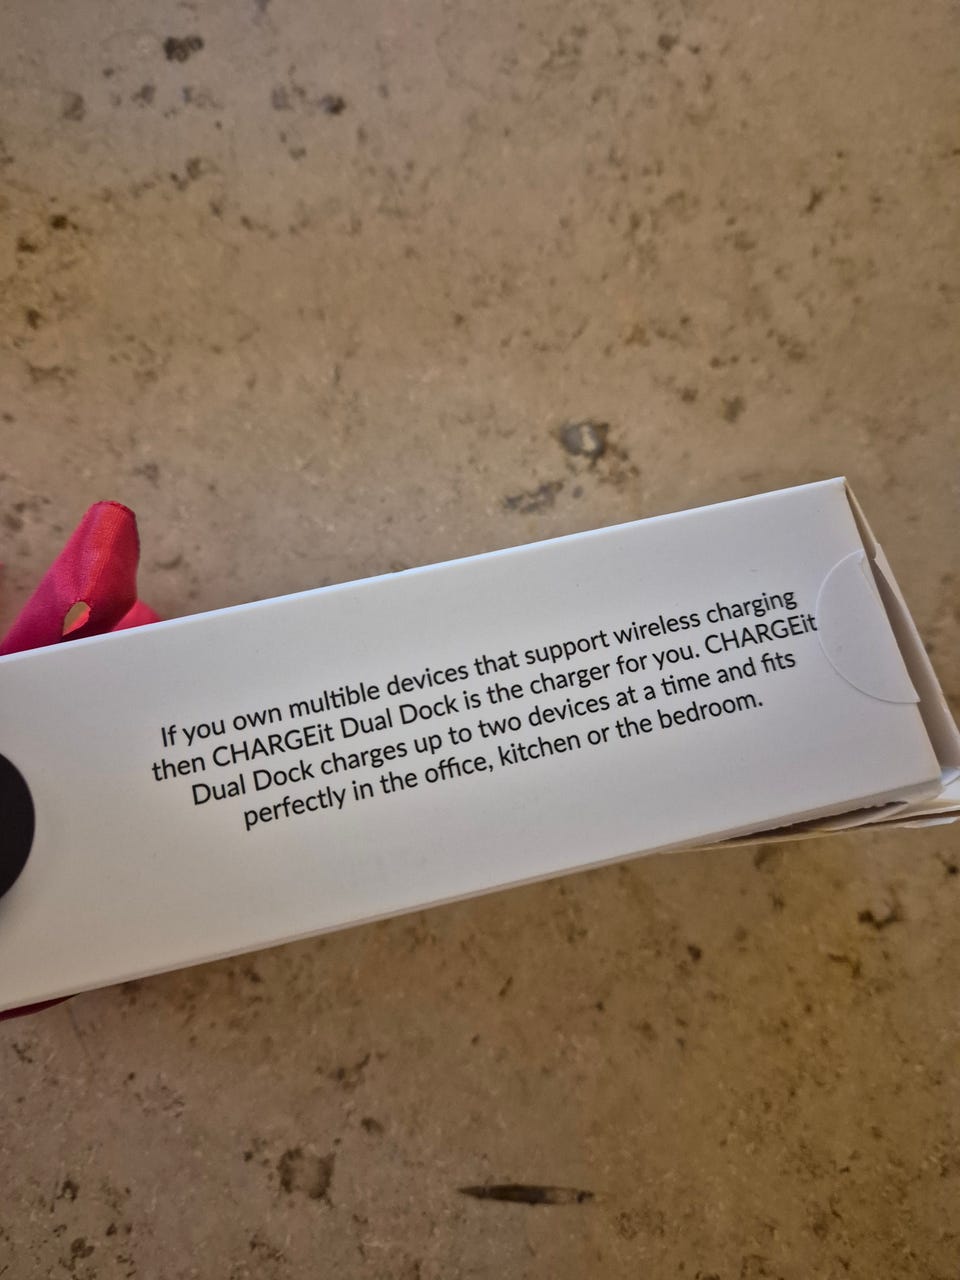 If you own multible devices that support wireless charging
then CHARGEit Dual Dock is the charger for you. CHARGEit
Dual Dock charges up to two devices at a time and fits
perfectly in the office, kitchen or the bedroom.